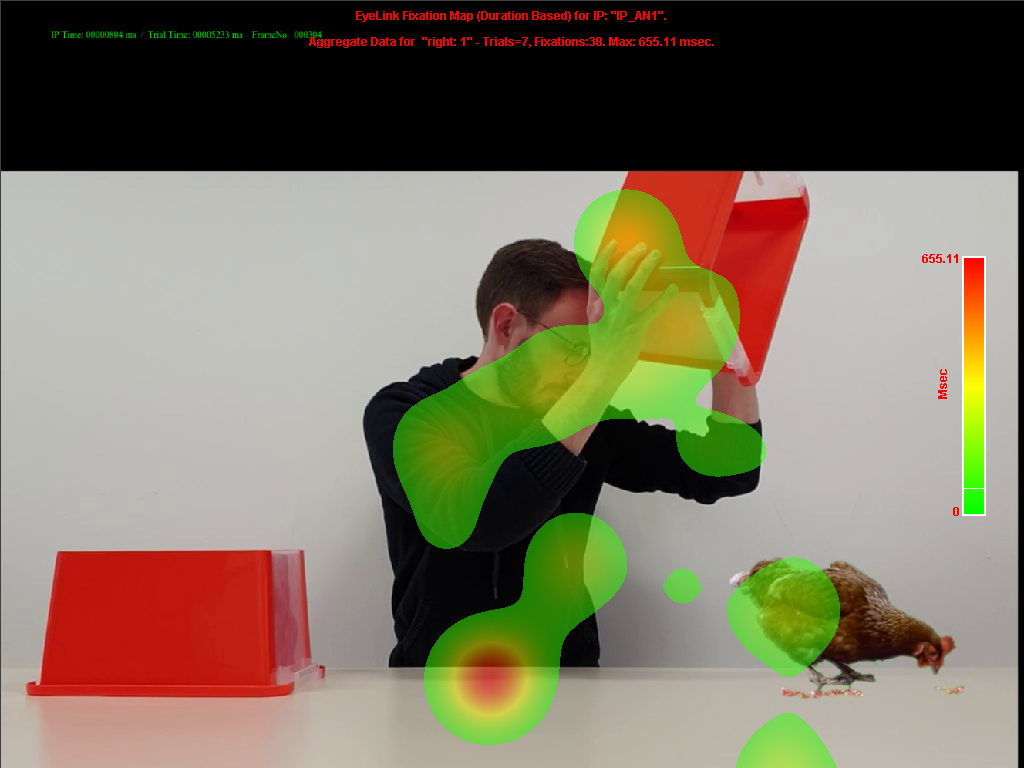 EyeLink Fixation Map (Duration Based) for IP: "IP_AN1".
IP Time: 00000804 ms / Trial Time: 00005233 ms FrameNo: 000304
Aggregate Data for "right: 1" - Trials=7, Fixations:38. Max: 655.11 msec.
655.11
Msec
0